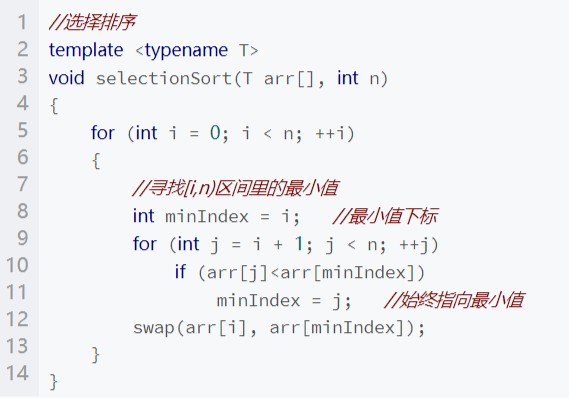 1 //选择排序
2 template <typename T>
3 void selectionSort(T arr[], int n)
4 {
5     for (int i = 0; i < n; ++i)
6     {
7         //寻找[i,n)区间里的最小值
8         int minIndex = i;   //最小值下标
9         for (int j = i + 1; j < n; ++j)
10             if (arr[j]<arr[minIndex])
11                 minIndex = j;   //始终指向最小值
12         swap(arr[i], arr[minIndex]);
13     }
14 }